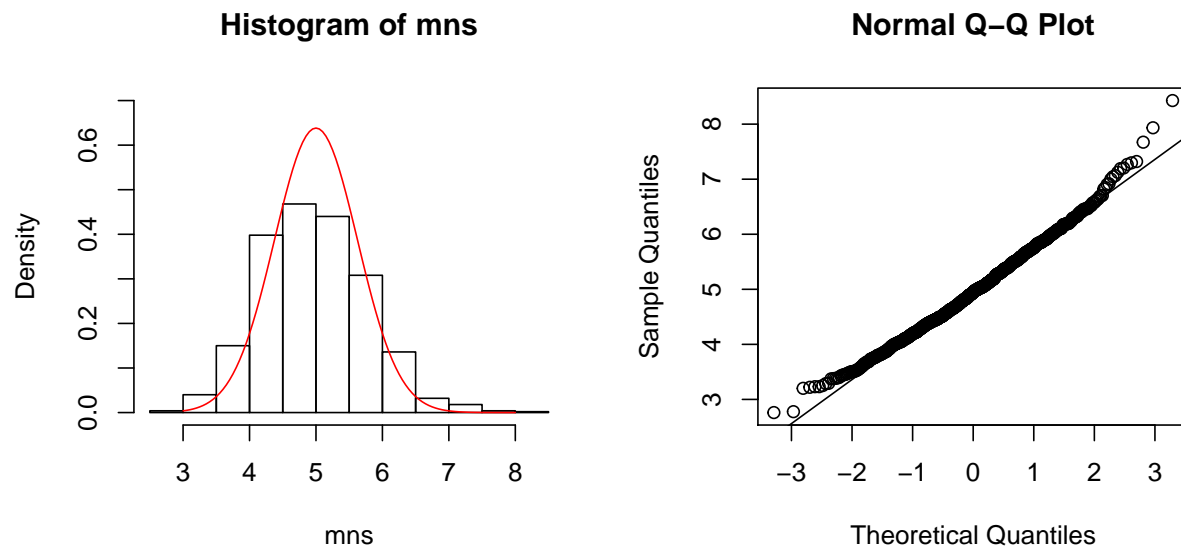 Histogram of mns
Density
0.0 0.2 0.4 0.6
3 4 5 6 7 8
mns
Normal Q−Q Plot
Sample Quantiles
3 4 5 6 7 8
−3 −2 −1 0 1 2 3
Theoretical Quantiles